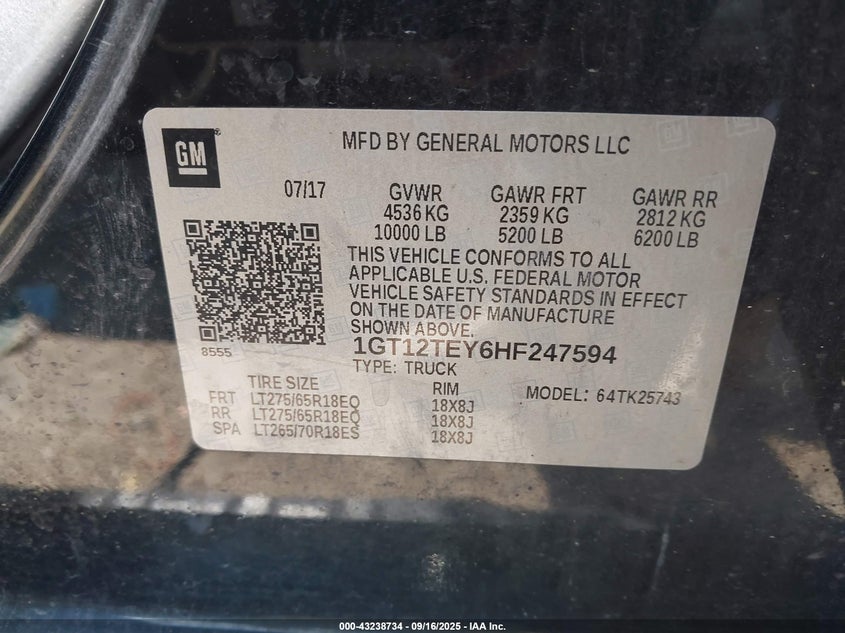 GM
MFD BY GENERAL MOTORS LLC
07/17 GVWR GAWR FRT GAWR RR
4536 KG 2359 KG 2812 KG
10000 LB 5200 LB 6200 LB
THIS VEHICLE CONFORMS TO ALL
APPLICABLE U.S. FEDERAL MOTOR
VEHICLE SAFETY STANDARDS IN EFFECT
ON THE DATE OF MANUFACTURE
SHOWN ABOVE.
8555 1GT12TEY6HF247594
TYPE: TRUCK
TIRE SIZE RIM MODEL: 64TK25743
FRT LT275/65R18EQ 18X8J
RR LT275/65R18EQ 18X8J
SPA LT265/70R18ES 18X8J
000-43238734 - 09/16/2025 - IAA Inc.